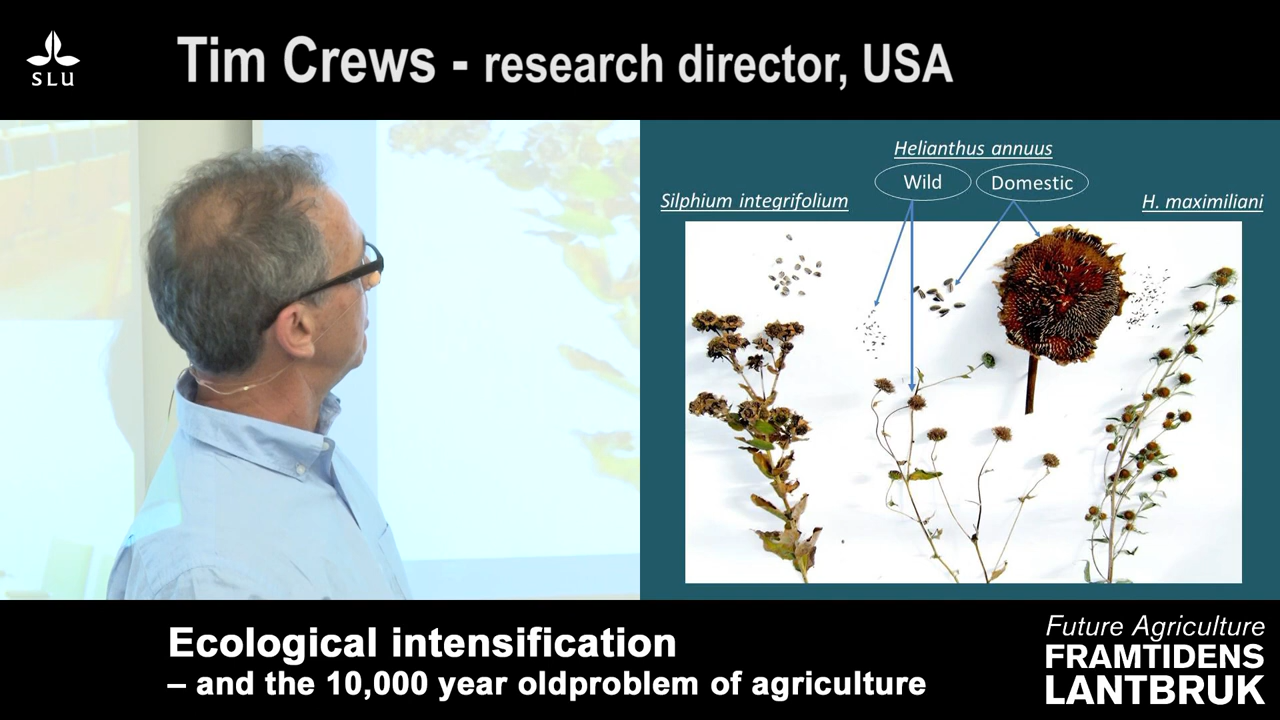 SLU
Tim Crews - research director, USA
Helianthus annuus
Wild
Domestic
Silphium integrifolium
H. maximiliani
Ecological intensification
– and the 10,000 year oldproblem of agriculture
Future Agriculture
FRAMTIDENS
LANTBRUK